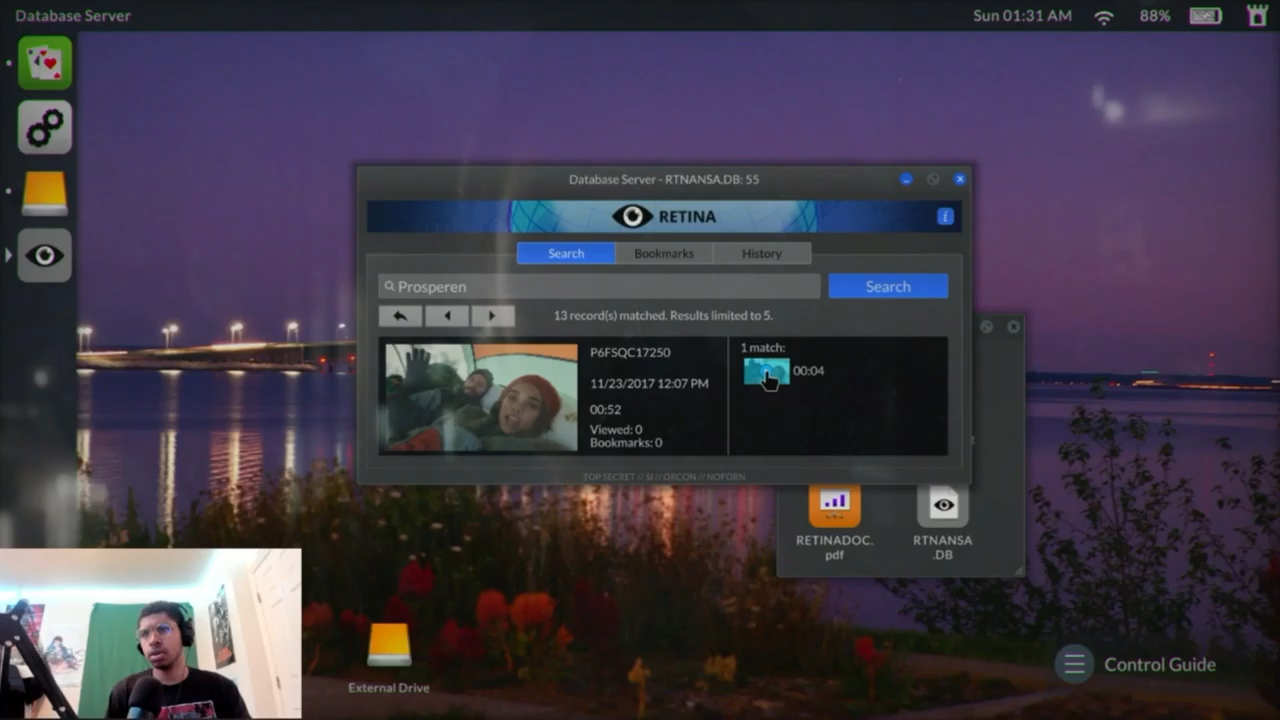 Database Server
Sun 01:31 AM
88%
Database Server - RTNANSA.DB: 55
RETINA
i
Search
Bookmarks
History
Prosperen
Search
13 record(s) matched. Results limited to 5.
P6FSQC17250
11/23/2017 12:07 PM
00:52
Viewed: 0
Bookmarks: 0
1 match:
00:04
TOP SECRET // SI // ORCON // NOFORN
RETINADOC.
pdf
RTNANSA
.DB
External Drive
Control Guide